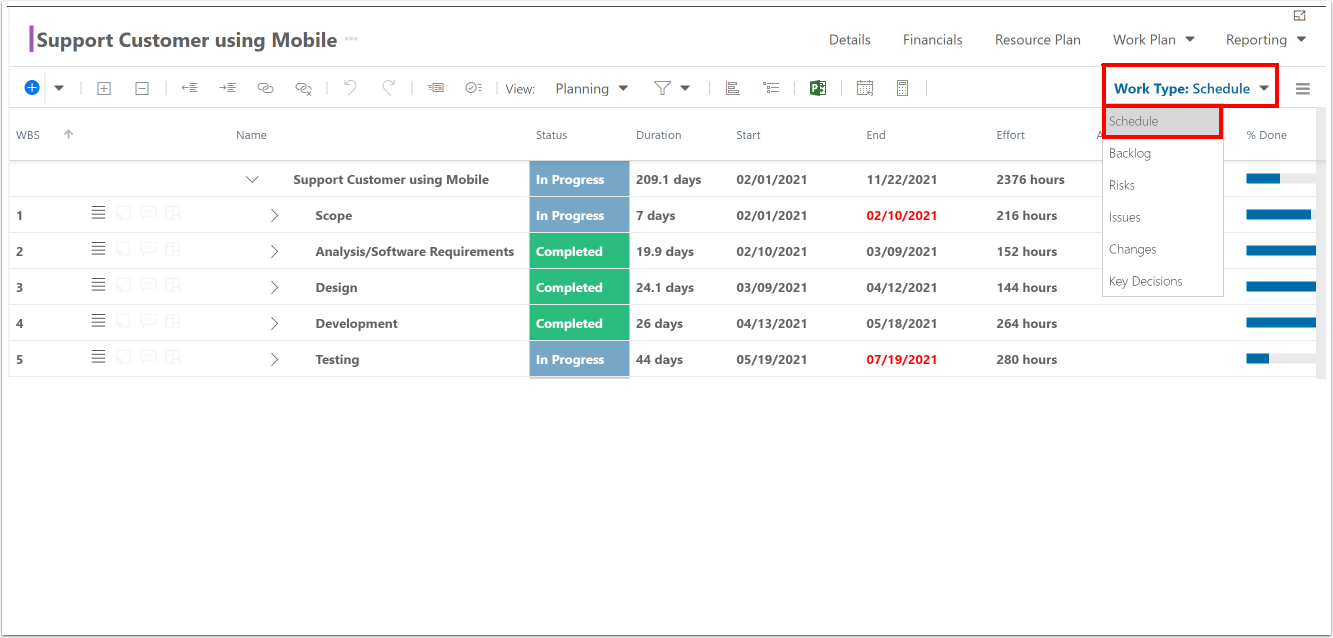 Support Customer using Mobile
Details Financials Resource Plan Work Plan Reporting
View: Planning Work Type: Schedule
Schedule
Backlog
Risks
Issues
Changes
Key Decisions
WBS Name Status Duration Start End Effort A % Done
Support Customer using Mobile In Progress 209.1 days 02/01/2021 11/22/2021 2376 hours
1 Scope In Progress 7 days 02/01/2021 02/10/2021 216 hours
2 Analysis/Software Requirements Completed 19.9 days 02/10/2021 03/09/2021 152 hours
3 Design Completed 24.1 days 03/09/2021 04/12/2021 144 hours
4 Development Completed 26 days 04/13/2021 05/18/2021 264 hours
5 Testing In Progress 44 days 05/19/2021 07/19/2021 280 hours